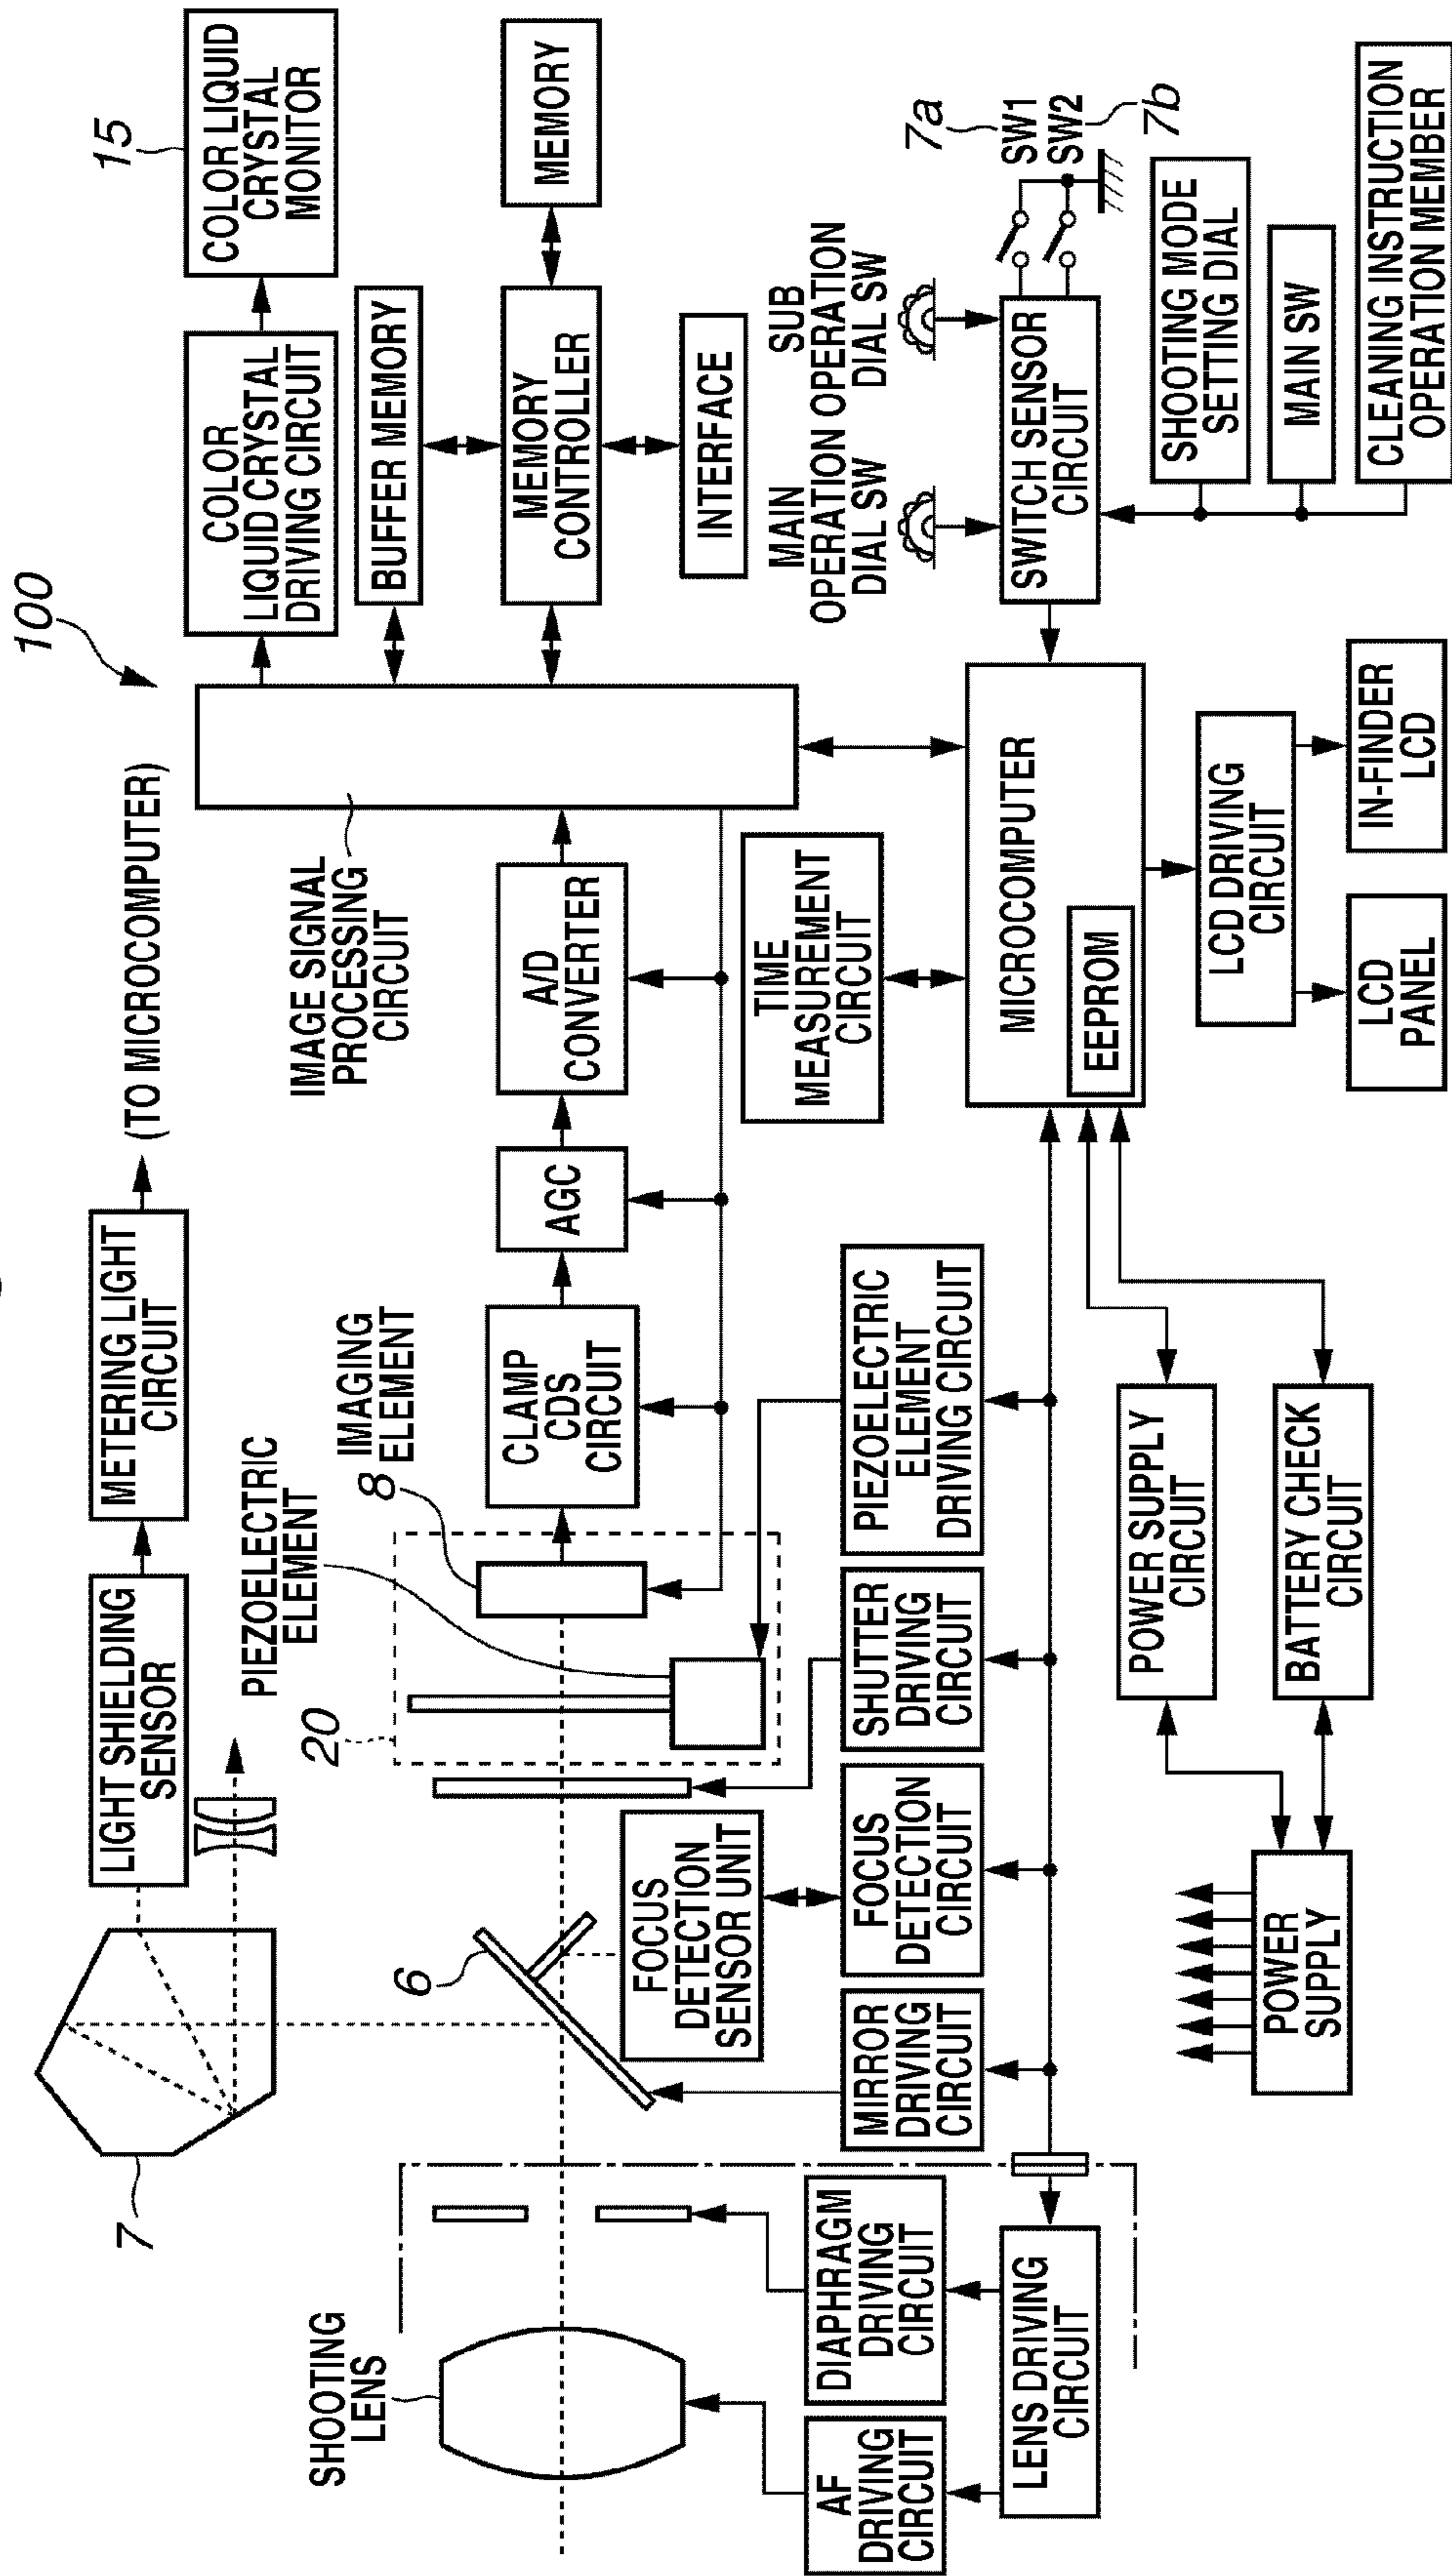 100
15
COLOR LIQUID
CRYSTAL
MONITOR
COLOR
LIQUID CRYSTAL
DRIVING CIRCUIT
BUFFER MEMORY
MEMORY
CONTROLLER
MEMORY
INTERFACE
METERING LIGHT
CIRCUIT
(TO MICROCOMPUTER)
LIGHT SHIELDING
SENSOR
7
PIEZOELECTRIC
ELEMENT
IMAGING
ELEMENT
8
20
6
IMAGE SIGNAL
PROCESSING
CIRCUIT
CLAMP
CDS
CIRCUIT
AGC
A/D
CONVERTER
SHOOTING
LENS
FOCUS
DETECTION
SENSOR UNIT
TIME
MEASUREMENT
CIRCUIT
MAIN
OPERATION
DIAL SW
SUB
OPERATION
DIAL SW
7a
SW1
SW2
7b
AF
DRIVING
CIRCUIT
DIAPHRAGM
DRIVING
CIRCUIT
MIRROR
DRIVING
CIRCUIT
FOCUS
DETECTION
CIRCUIT
SHUTTER
DRIVING
CIRCUIT
PIEZOELECTRIC
ELEMENT
DRIVING CIRCUIT
LENS DRIVING
CIRCUIT
MICROCOMPUTER
EEPROM
SWITCH SENSOR
CIRCUIT
SHOOTING MODE
SETTING DIAL
MAIN SW
CLEANING INSTRUCTION
OPERATION MEMBER
POWER SUPPLY
CIRCUIT
BATTERY CHECK
CIRCUIT
POWER
SUPPLY
LCD DRIVING
CIRCUIT
LCD
PANEL
IN-FINDER
LCD